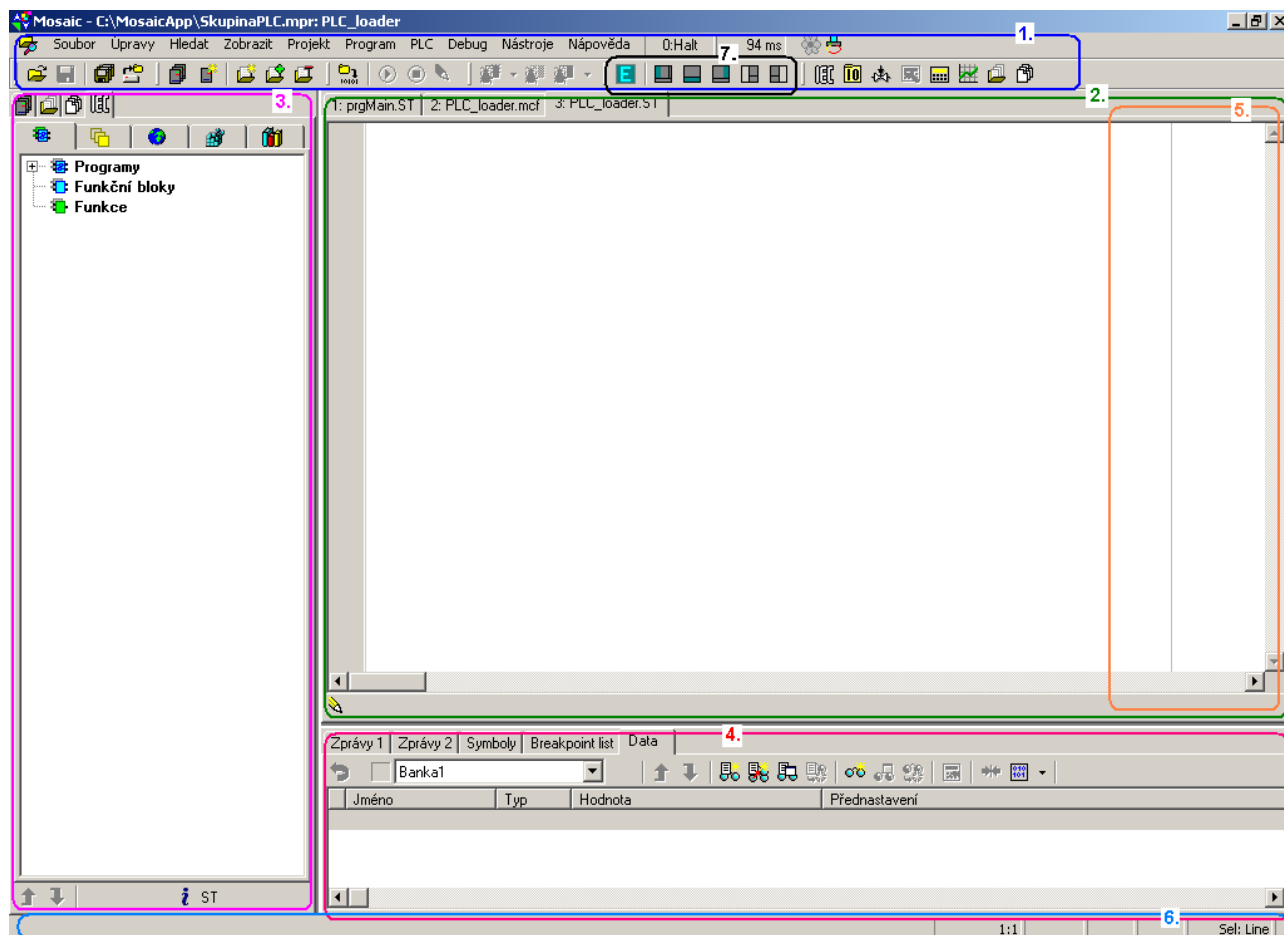 Mosaic - C:\MosaicApp\SkupinaPLC.mpr: PLC_loader
Soubor Úpravy Hledat Zobrazit Projekt Program PLC Debug Nástroje Nápověda 0:Halt 94 ms
1.
7.
3.
2.
1: prgMain.ST 2: PLC_loader.mcf 3: PLC_loader.ST
5.
Programy
Funkční bloky
Funkce
4.
Zprávy 1 Zprávy 2 Symboly Breakpoint list Data
Banka1
Jméno Typ Hodnota Přednastavení
i ST
6.
1:1 Sel: Line